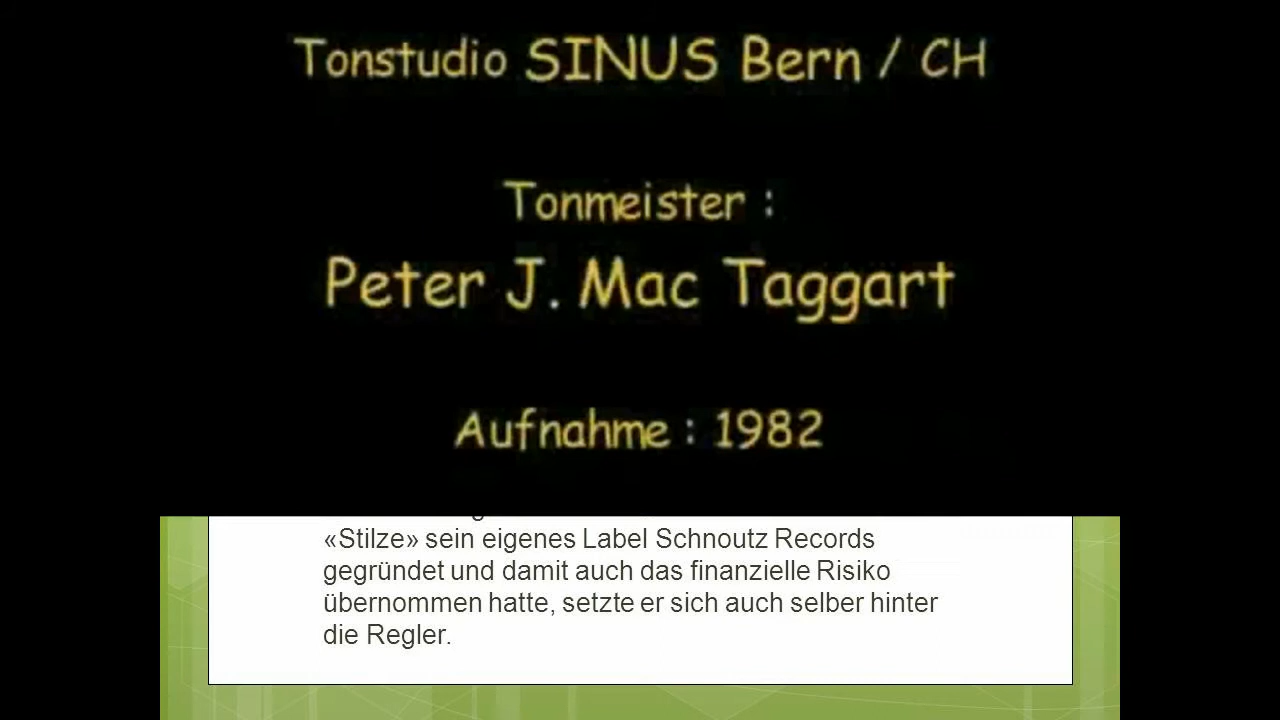 Tonstudio SINUS Bern / CH
Tonmeister :
Peter J. Mac Taggart
Aufnahme : 1982
«Stilze» sein eigenes Label Schnoutz Records
gegründet und damit auch das finanzielle Risiko
übernommen hatte, setzte er sich auch selber hinter
die Regler.